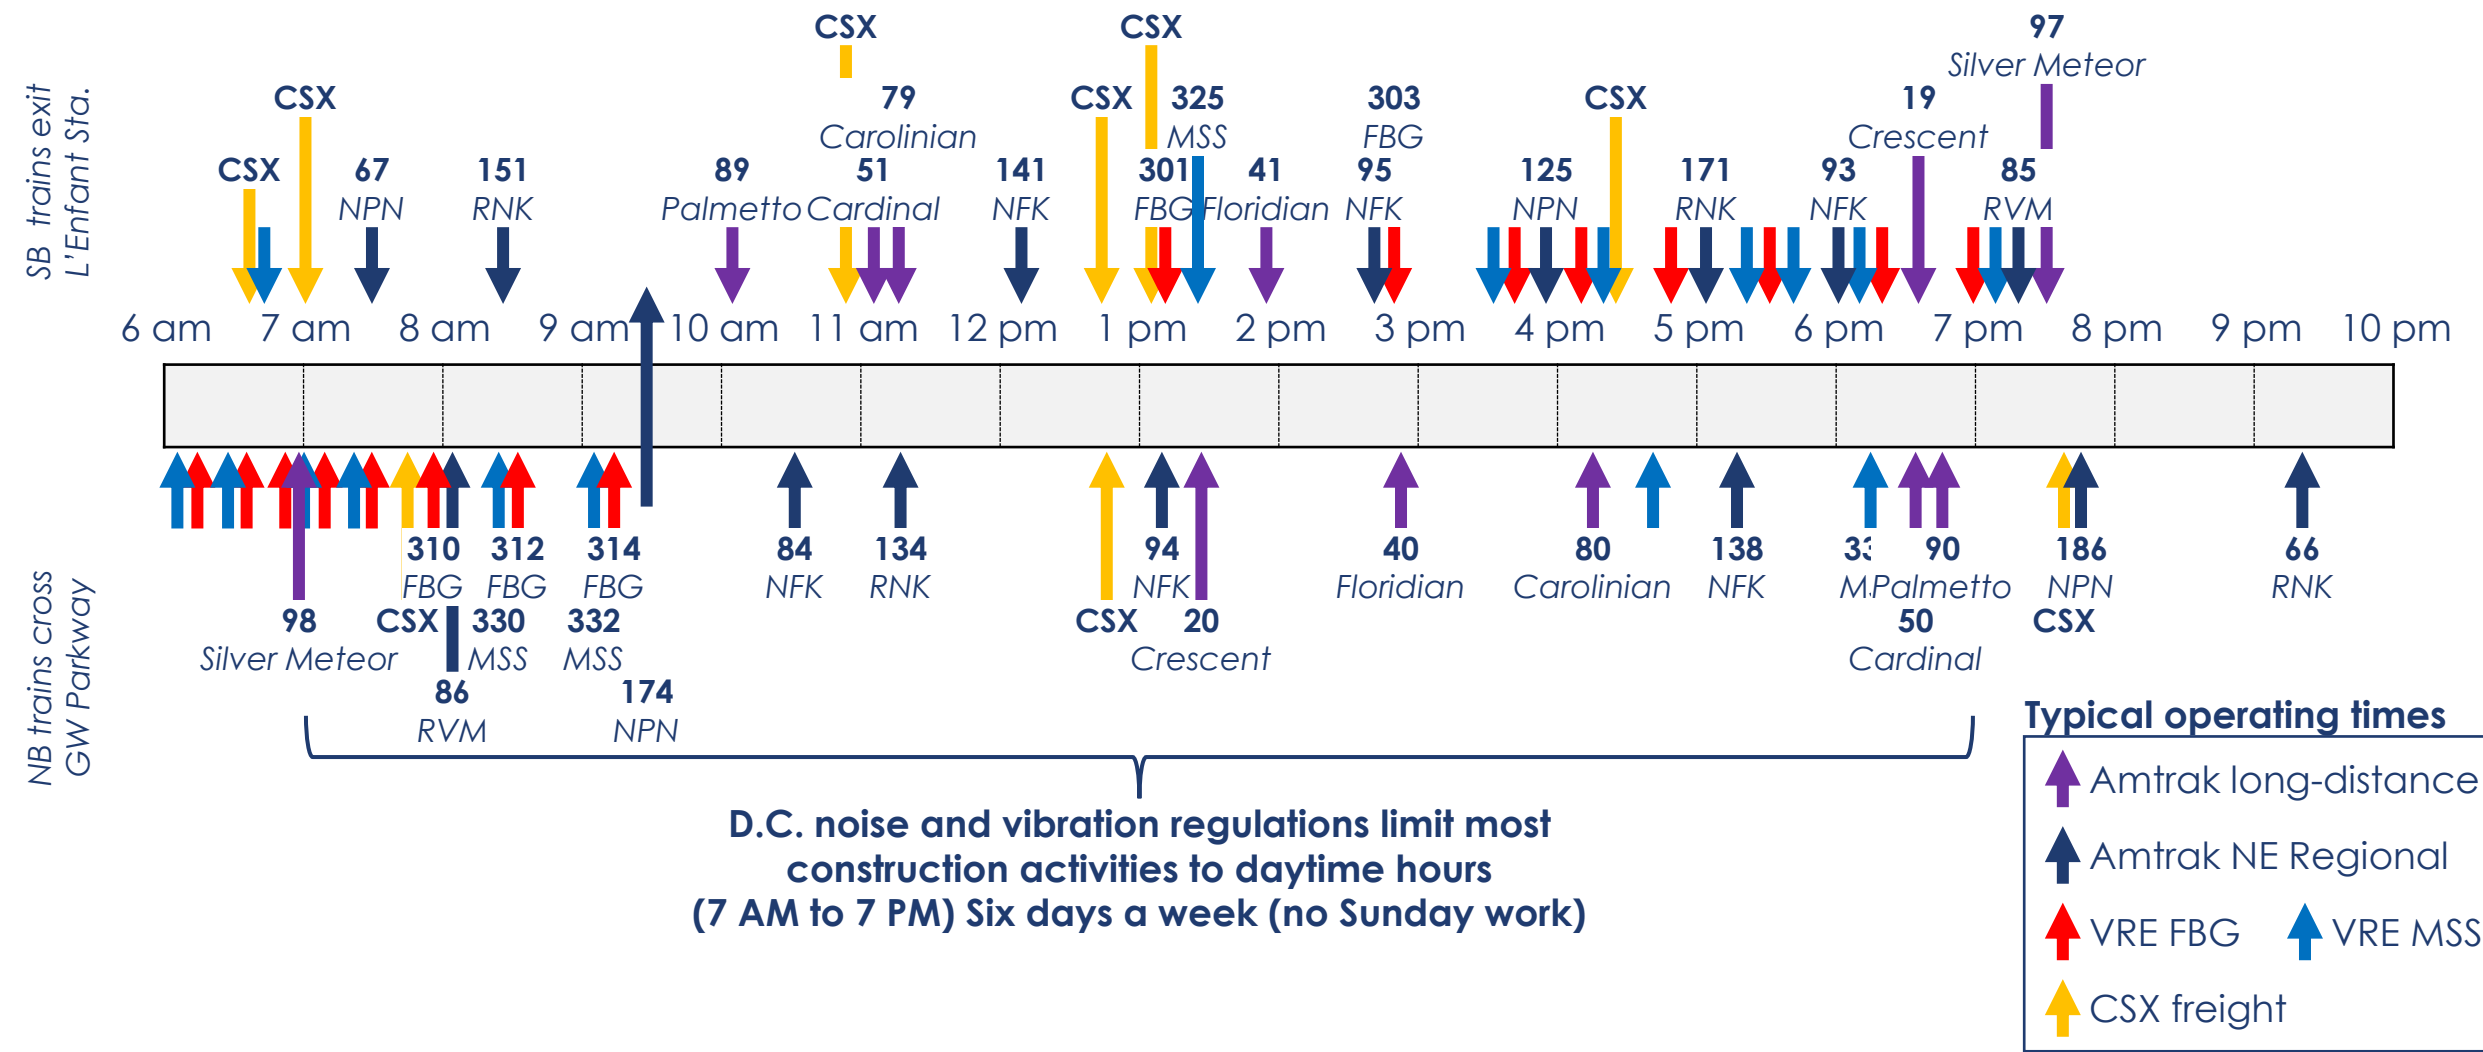 CSX
CSX
97
Silver Meteor
SB trains exit
L'Enfant Sta.
CSX
79
Carolinian
CSX
325
MSS
303
FBG
CSX
19
Crescent
CSX
67
NPN
151
RNK
89
Palmetto
51
Cardinal
141
NFK
301
FBG
41
Floridian
95
NFK
125
NPN
171
RNK
93
NFK
85
RVM
6 am
7 am
8 am
9 am
10 am
11 am
12 pm
1 pm
2 pm
3 pm
4 pm
5 pm
6 pm
7 pm
8 pm
9 pm
10 pm
NB trains cross
GW Parkway
310
FBG
312
FBG
314
FBG
84
NFK
134
RNK
94
NFK
40
Floridian
80
Carolinian
138
NFK
90
Palmetto
186
NPN
66
RNK
98
Silver Meteor
CSX
330
MSS
332
MSS
CSX
20
Crescent
50
Cardinal
CSX
86
RVM
174
NPN
D.C. noise and vibration regulations limit most
construction activities to daytime hours
(7 AM to 7 PM) Six days a week (no Sunday work)
Typical operating times
Amtrak long-distance
Amtrak NE Regional
VRE FBG
VRE MSS
CSX freight